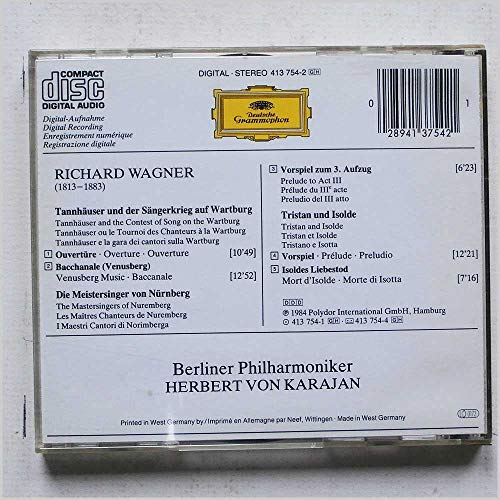 COMPACT
disc
DIGITAL AUDIO
Digital-Aufnahme
Digital Recording
Enregistrement numérique
Registrazione digitale
DIGITAL · STEREO 413 754-2 GH
Deutsche
Grammophon
0
28941 37542
1
RICHARD WAGNER
(1813–1883)
Tannhäuser und der Sängerkrieg auf Wartburg
Tannhäuser and the Contest of Song on the Wartburg
Tannhäuser ou le Tournoi des Chanteurs à la Wartburg
Tannhäuser e la gara dei cantori sulla Wartburg
1 Ouvertüre · Overture · Ouverture [10'49]
2 Bacchanale (Venusberg)
Venusberg Music · Baccanale [12'52]
Die Meistersinger von Nürnberg
The Mastersingers of Nuremberg
Les Maîtres Chanteurs de Nuremberg
I Maestri Cantori di Norimberga
3 Vorspiel zum 3. Aufzug [6'23]
Prelude to Act III
Prélude du IIIe acte
Preludio del III atto
Tristan und Isolde
Tristan and Isolde
Tristan et Isolde
Tristano e Isotta
4 Vorspiel · Prélude · Preludio [12'21]
5 Isoldes Liebestod
Mort d'Isolde · Morte di Isotta [7'16]
DDD
℗ 1984 Polydor International GmbH, Hamburg
413 754-1 GH 413 754-4 GH
Berliner Philharmoniker
HERBERT VON KARAJAN
Printed in West Germany by / Imprimé en Allemagne par Neef, Wittingen · Made in West Germany